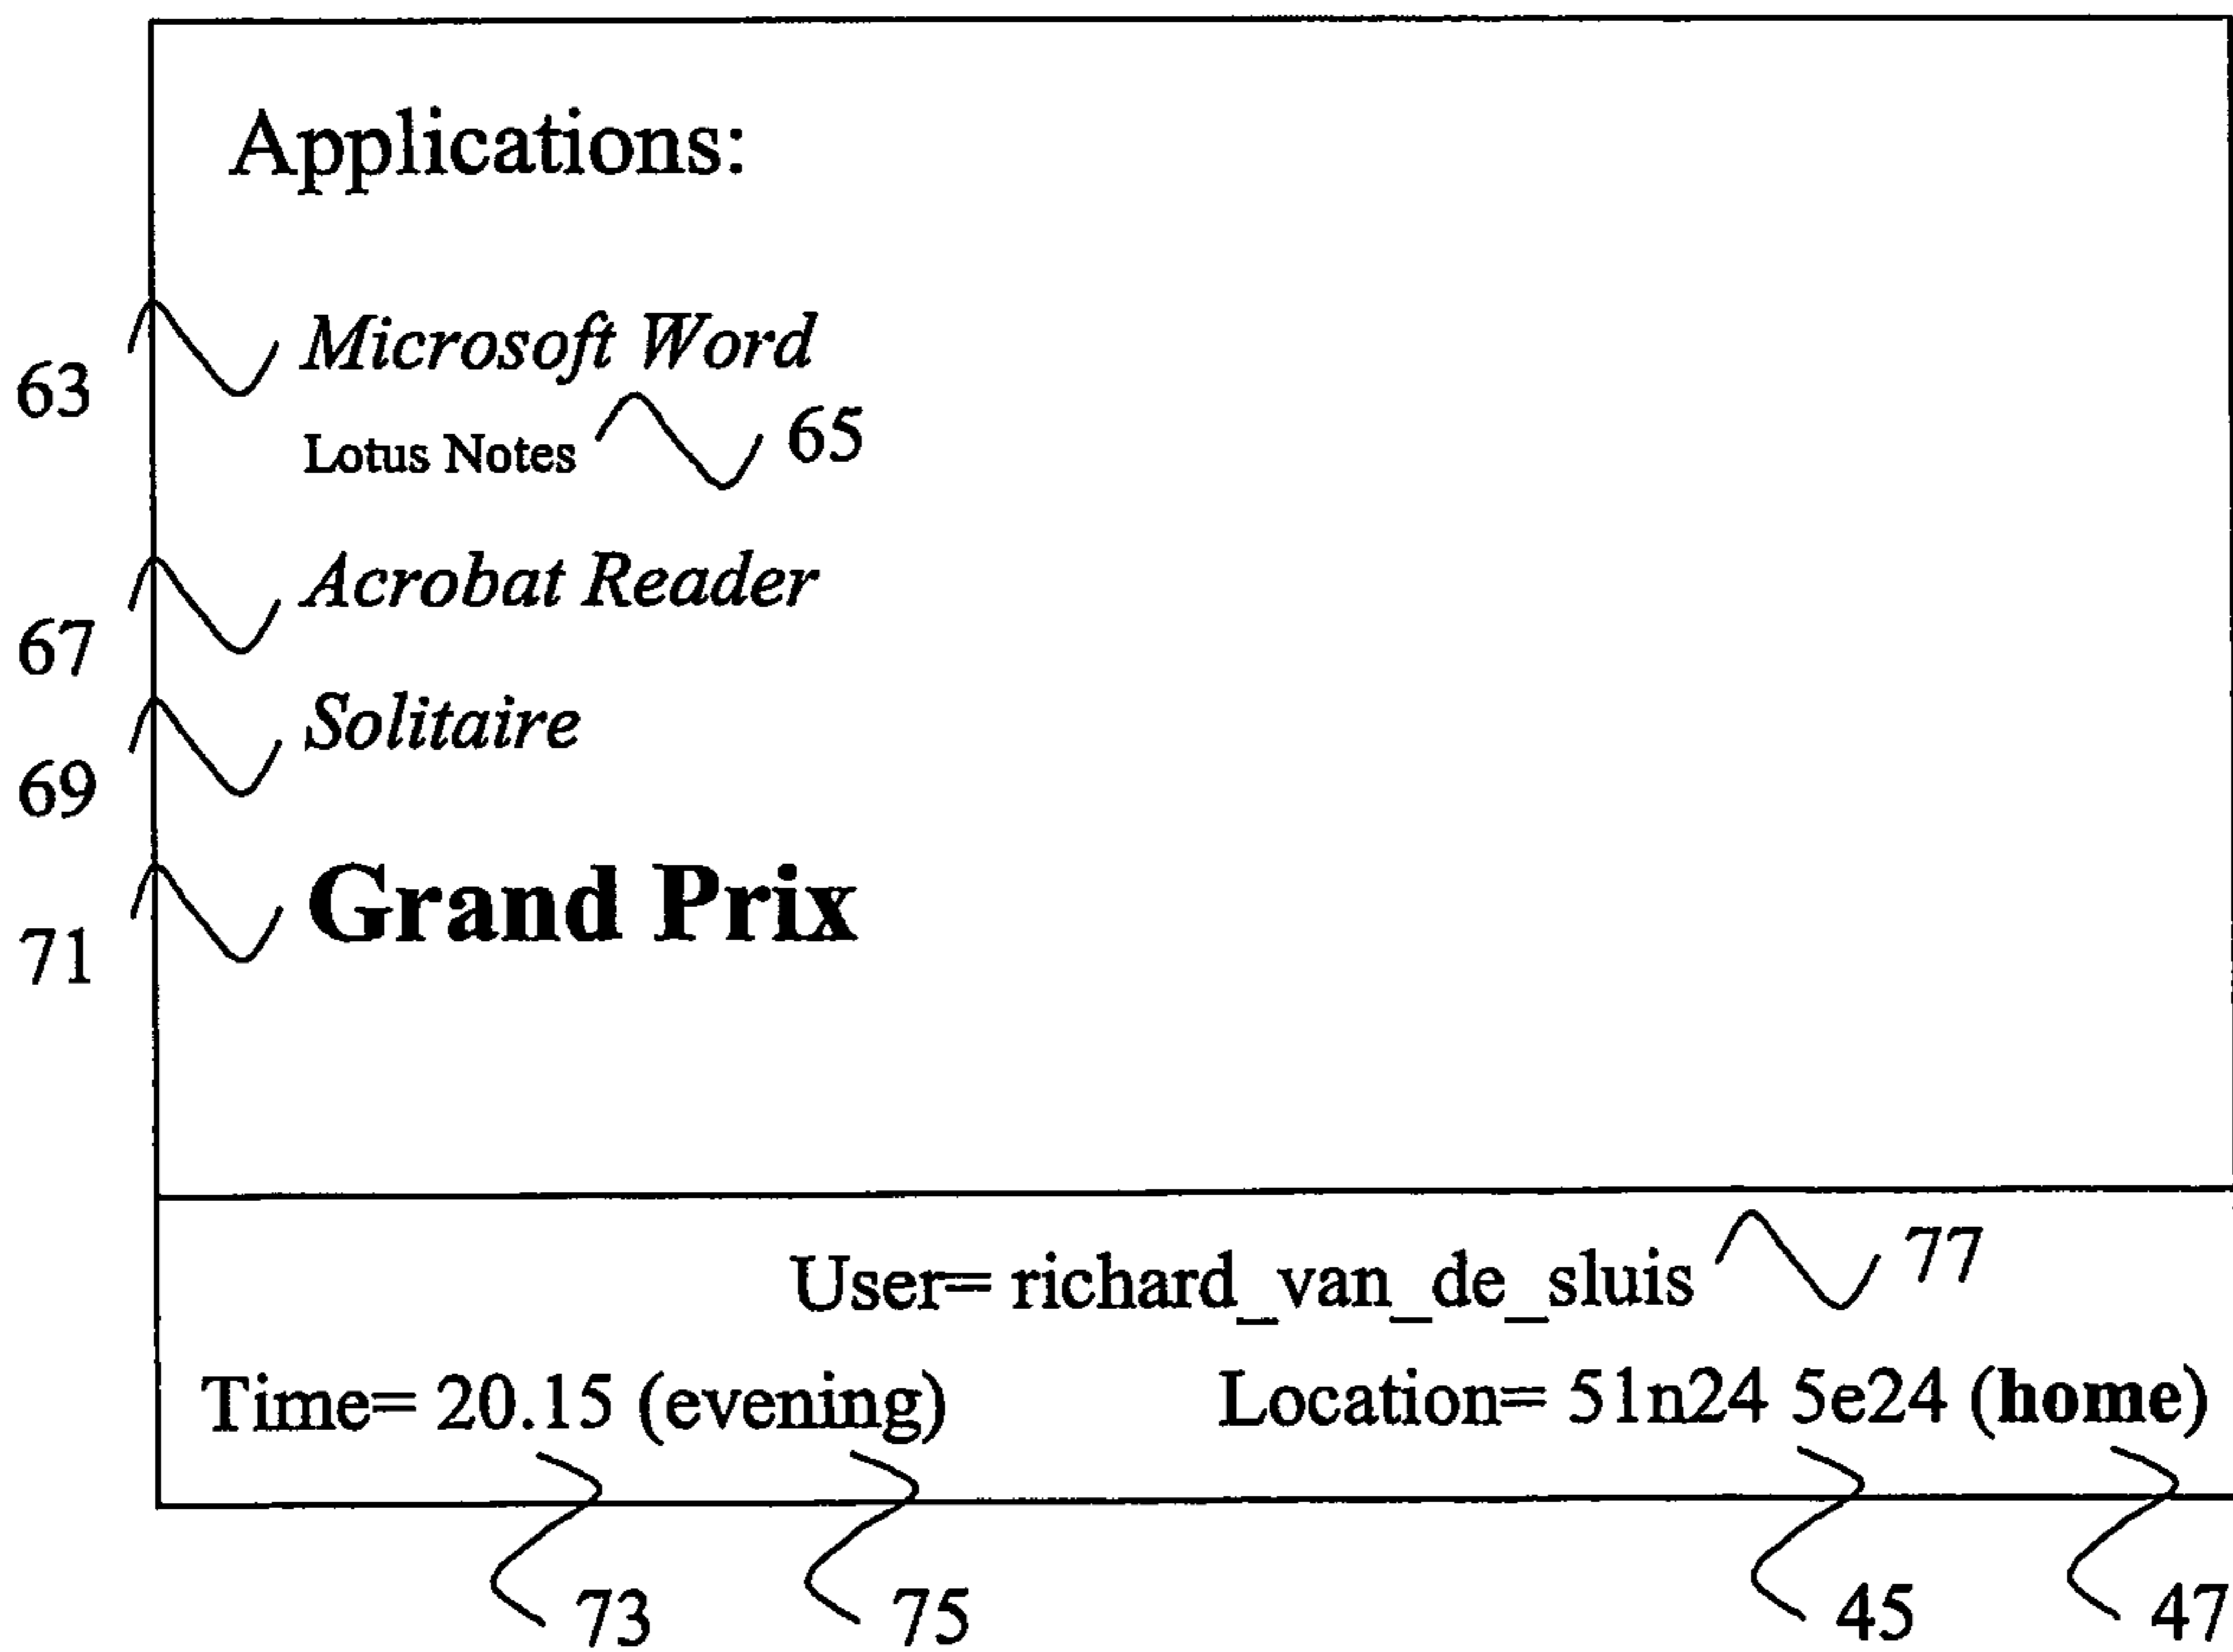 Applications:
63 Microsoft Word
Lotus Notes 65
67 Acrobat Reader
69 Solitaire
71 Grand Prix
User= richard_van_de_sluis 77
Time= 20.15 (evening) Location= 51n24 5e24 (home)
73 75 45 47